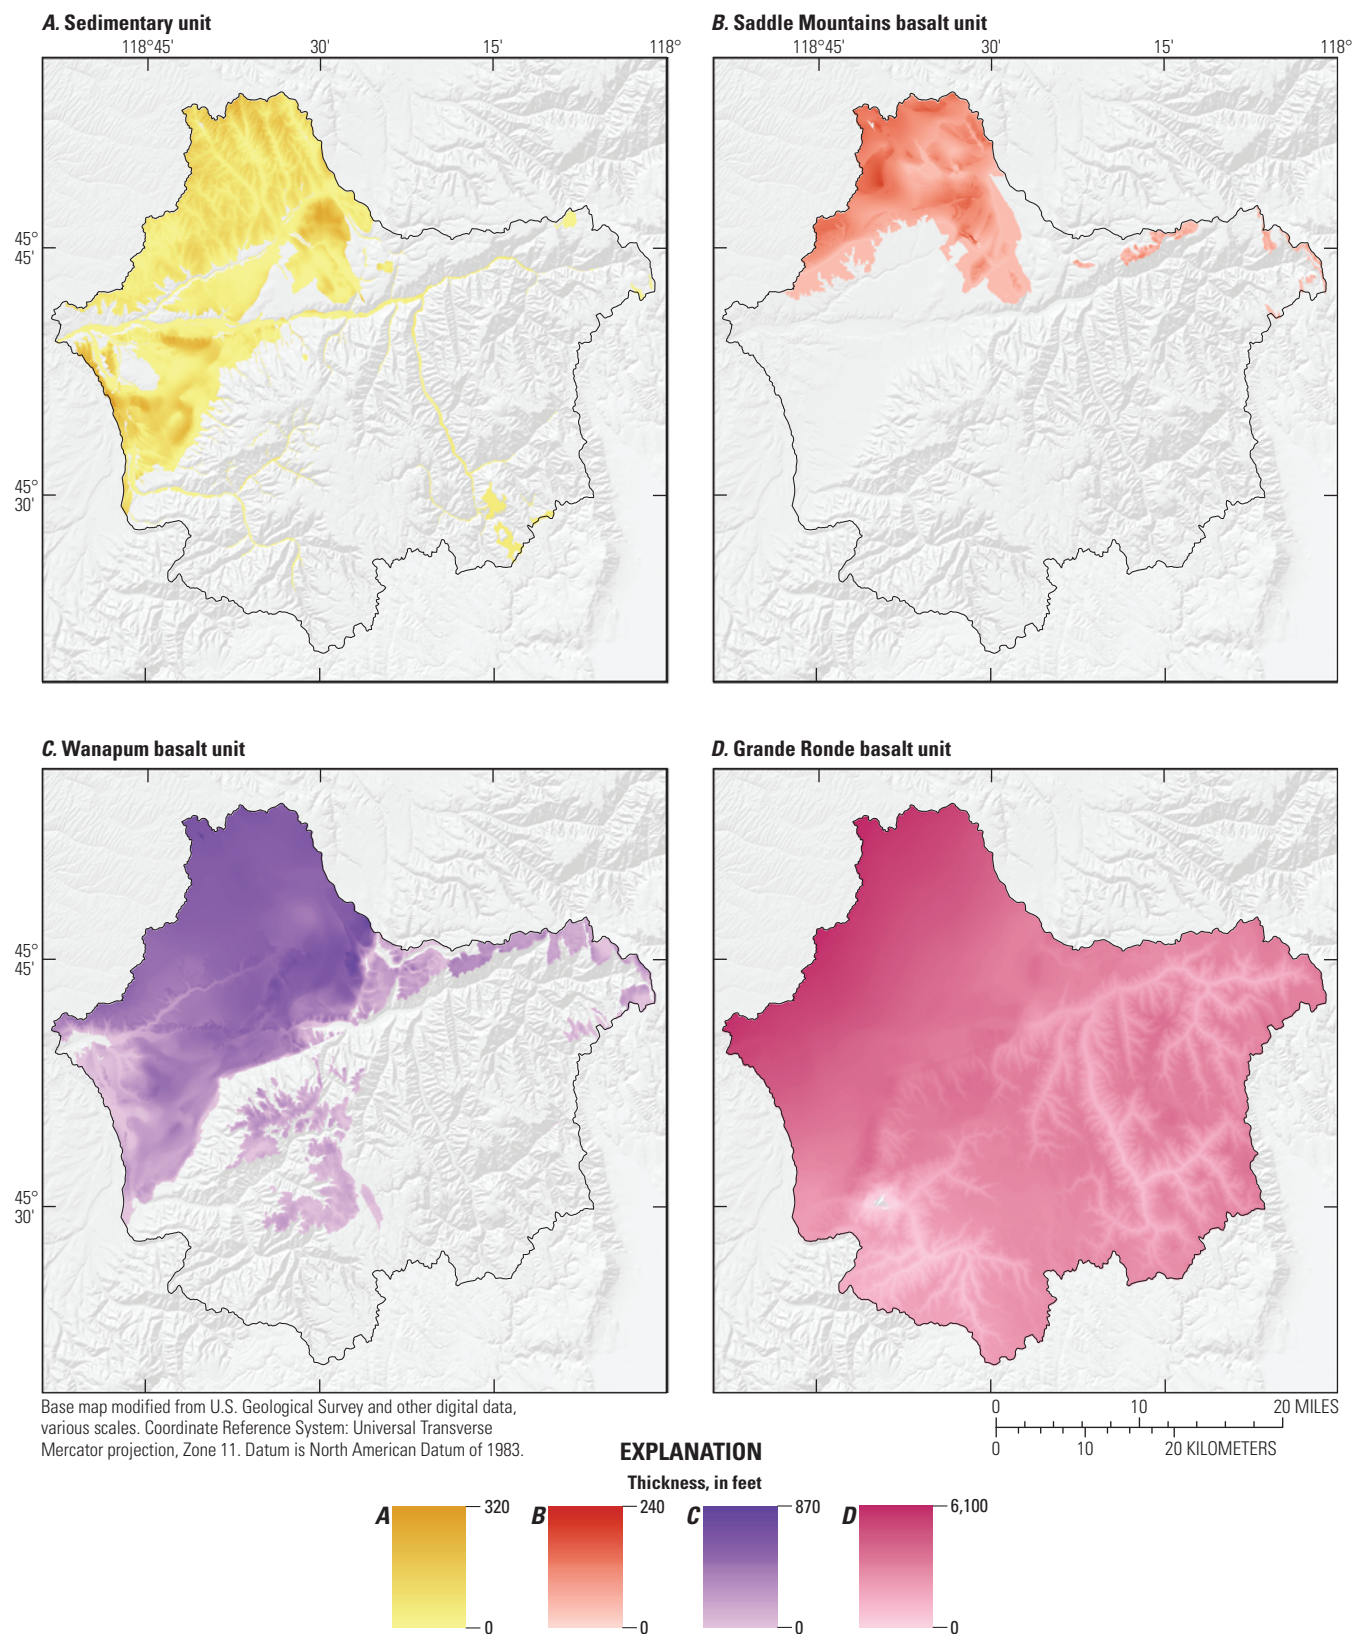 A. Sedimentary unit
118°45' 30' 15' 118°
45°
45'
45°
30'
B. Saddle Mountains basalt unit
118°45' 30' 15' 118°
C. Wanapum basalt unit
45°
45'
45°
30'
D. Grande Ronde basalt unit
Base map modified from U.S. Geological Survey and other digital data,
various scales. Coordinate Reference System: Universal Transverse
Mercator projection, Zone 11. Datum is North American Datum of 1983.
0 10 20 MILES
0 10 20 KILOMETERS
EXPLANATION
Thickness, in feet
A 320 B 240 C 870 D 6,100
0 0 0 0